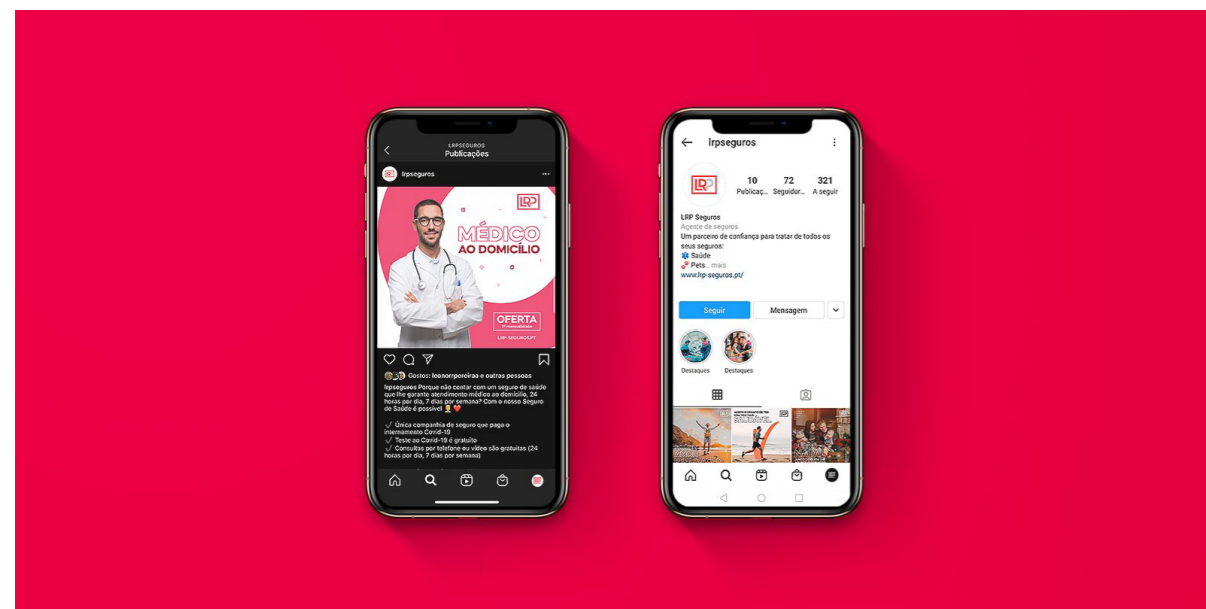 LRPSEGUROS
Publicações
lrpseguros
LRP
MÉDICO
AO DOMICÍLIO
OFERTA
1ª mensalidade
LRP-SEGUROS.PT
Gostos: leonorrpereiraa e outras pessoas
lrpseguros Porque não contar com um seguro de saúde
que lhe garante atendimento médico ao domicílio, 24
horas por dia, 7 dias por semana? Com o nosso Seguro
de Saúde é possível
✓ Única companhia de seguro que paga o
internamento Covid-19
✓ Teste ao Covid-19 é gratuito
✓ Consultas por telefone ou vídeo são gratuitas (24
horas por dia, 7 dias por semana)
lrpseguros
LRP
10 72 321
Publicaç... Seguidor... A seguir
LRP Seguros
Agente de seguros
Um parceiro de confiança para tratar de todos os
seus seguros:
Saúde
Pets... mais
www.lrp-seguros.pt/
Seguir Mensagem
Destaques Destaques